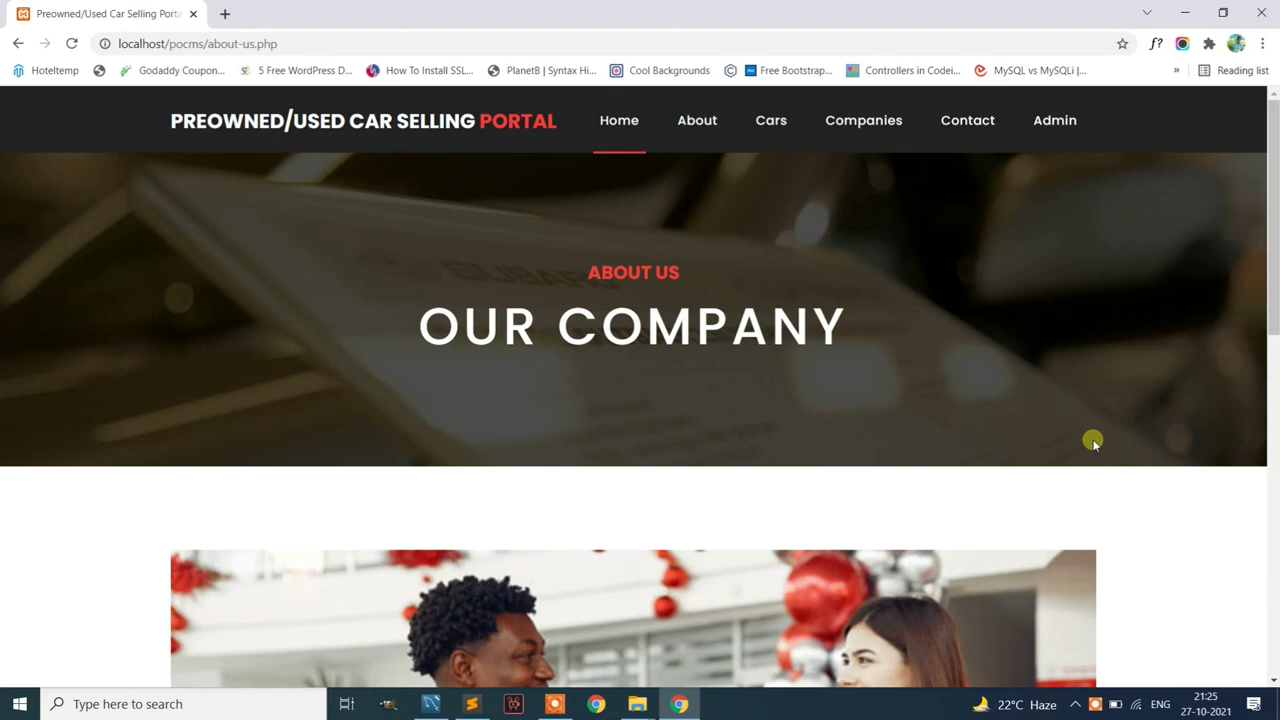 Preowned/Used Car Selling Porta
localhost/pocms/about-us.php
Hoteltemp
Godaddy Coupon...
5 Free WordPress D...
How To Install SSL...
PlanetB | Syntax Hi...
Cool Backgrounds
Free Bootstrap...
Controllers in Codei...
MySQL vs MySQLi |...
Reading list
PREOWNED/USED CAR SELLING PORTAL
Home
About
Cars
Companies
Contact
Admin
ABOUT US
OUR COMPANY
Type here to search
22°C Haze
ENG
21:25
27-10-2021